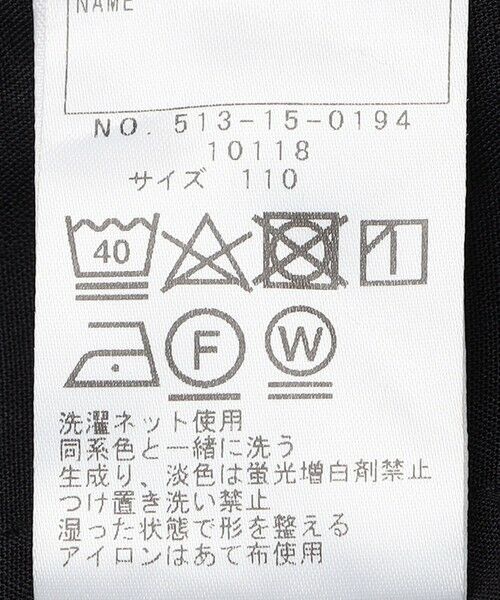 NAME
NO. 513-15-0194
10118
サイズ 110
40
F W
洗濯ネット使用
同系色と一緒に洗う
生成り、淡色は蛍光増白剤禁止
つけ置き洗い禁止
湿った状態で形を整える
アイロンはあて布使用